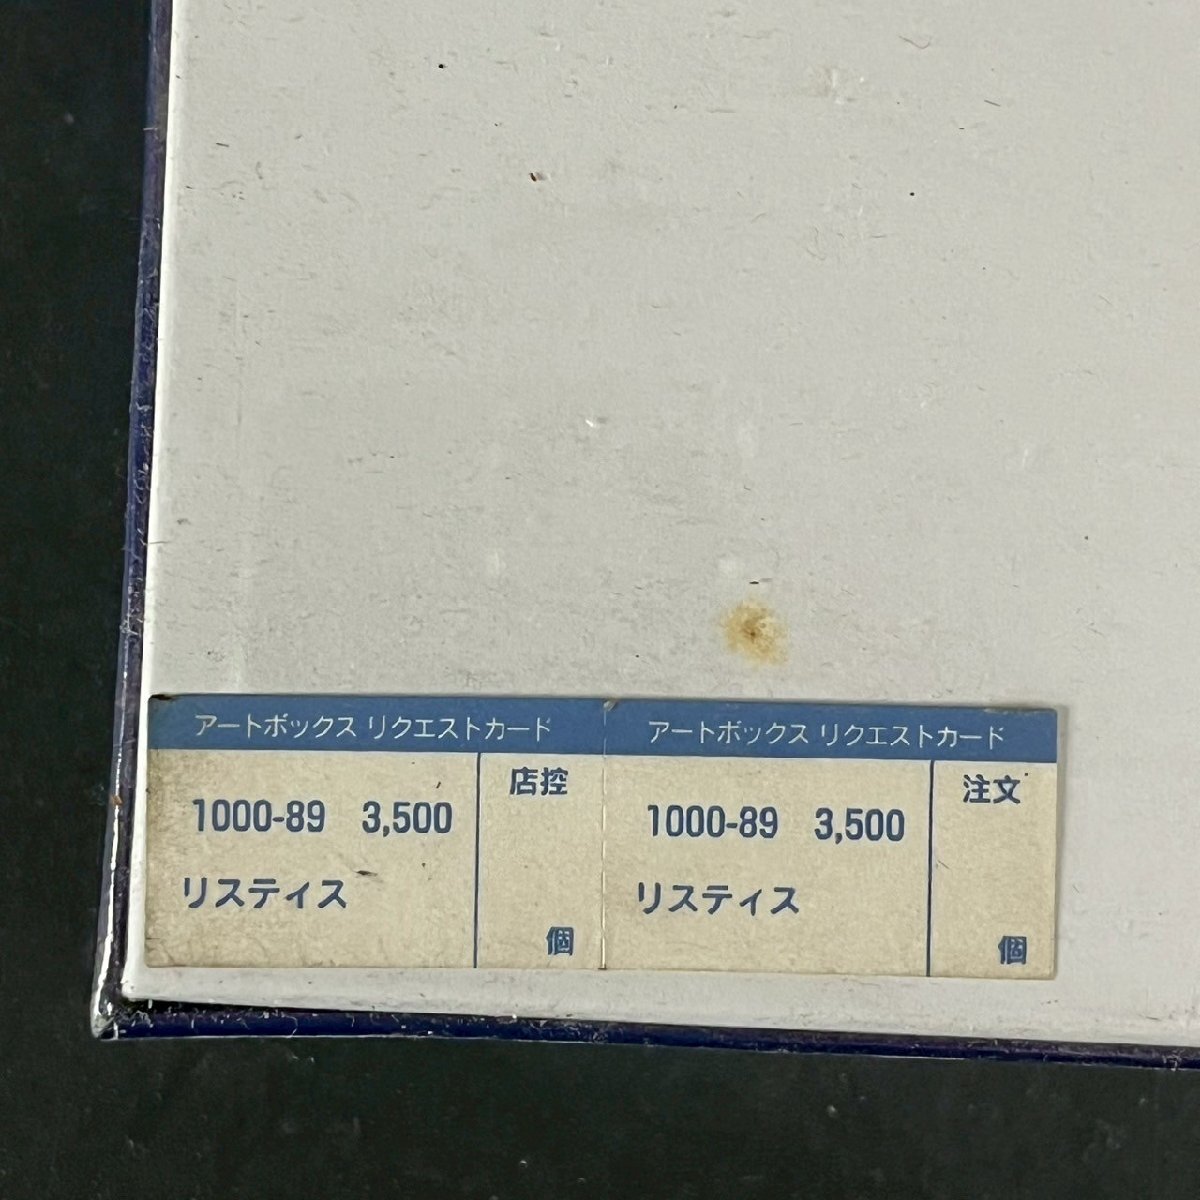 アートボックス リクエストカード
1000-89 3,500
リスティス
店控
個
アートボックス リクエストカード
1000-89 3,500
リスティス
注文
個